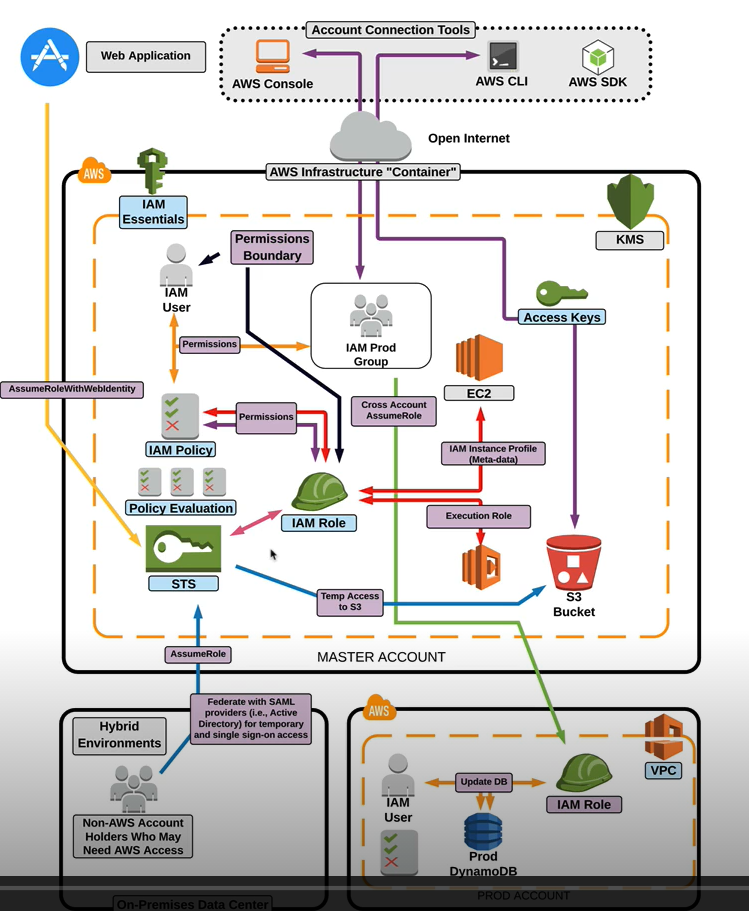 Account Connection Tools
Web Application
AWS Console
AWS CLI
AWS SDK
Open Internet
AWS
AWS Infrastructure "Container"
IAM
Essentials
KMS
Permissions
Boundary
IAM
User
Access Keys
Permissions
IAM Prod
Group
AssumeRoleWithWebIdentity
EC2
Cross Account
AssumeRole
Permissions
IAM Policy
IAM Instance Profile
(Meta-data)
Policy Evaluation
IAM Role
Execution Role
STS
Temp Access
to S3
S3
Bucket
AssumeRole
MASTER ACCOUNT
Federate with SAML
providers (i.e., Active
Directory) for temporary
and single sign-on access
Hybrid
Environments
AWS
VPC
IAM
User
Update DB
IAM Role
Non-AWS Account
Holders Who May
Need AWS Access
Prod
DynamoDB
PROD ACCOUNT
On-Premises Data Center